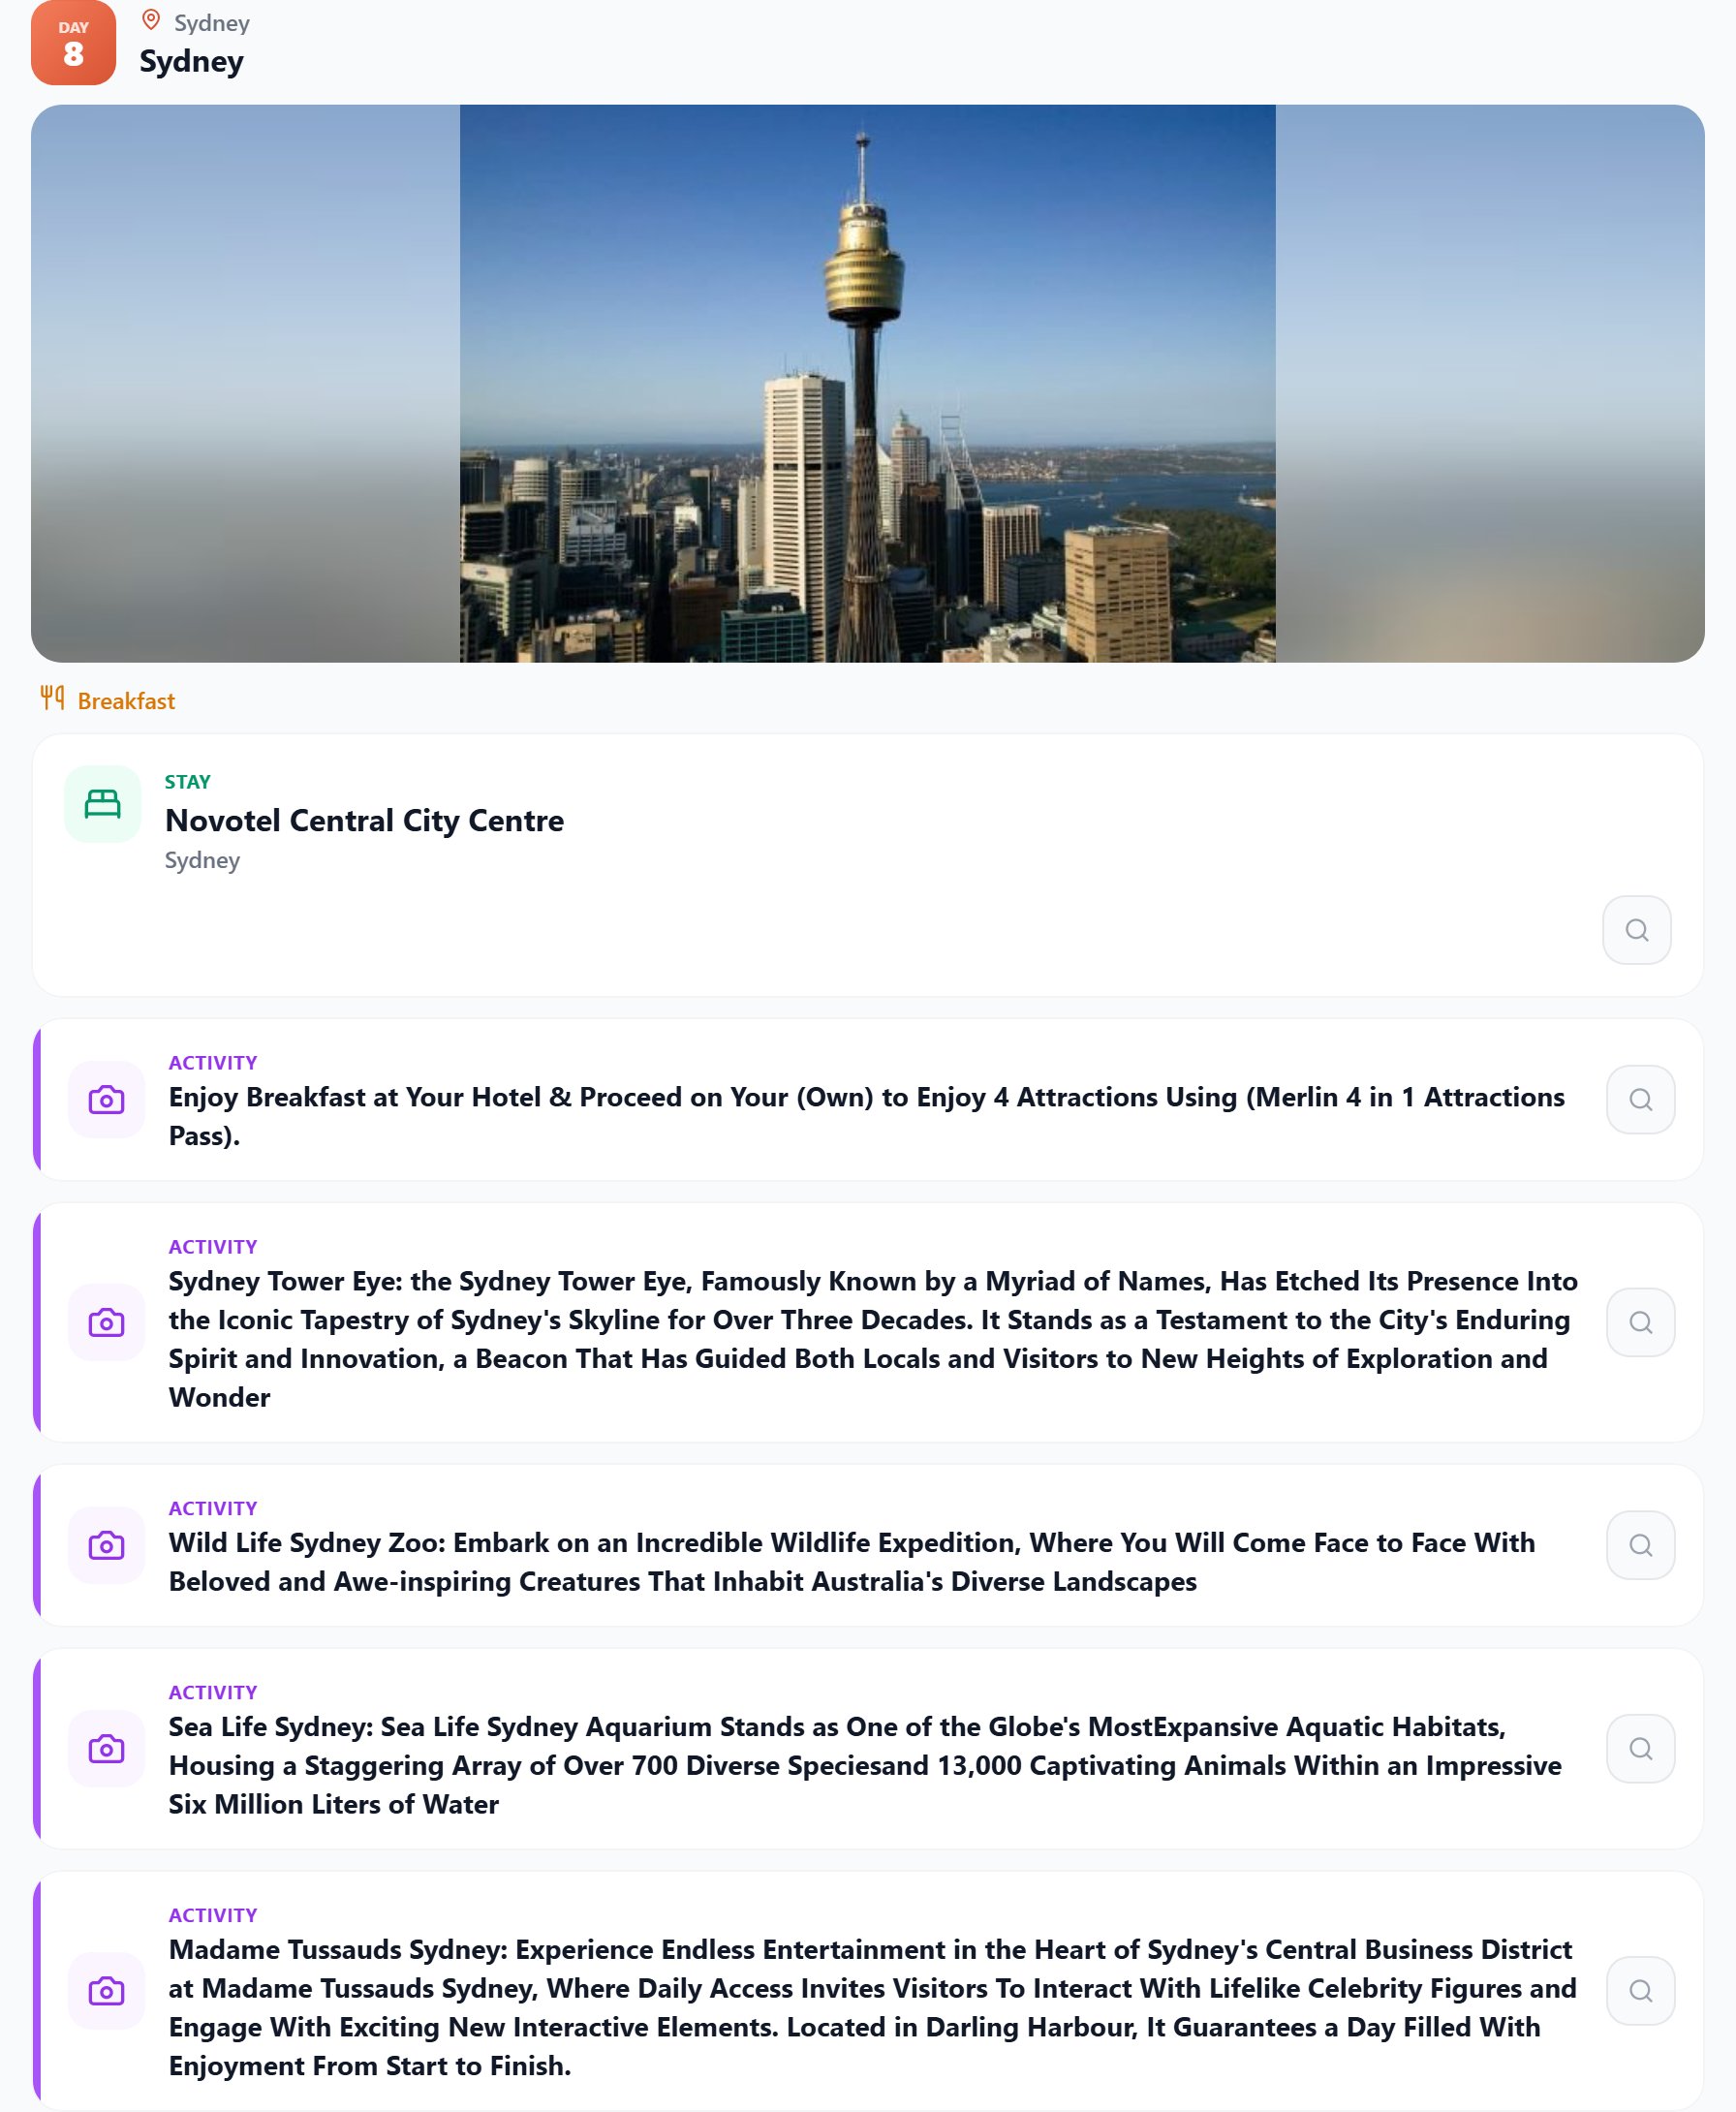 DAY
8
Sydney
Sydney
Breakfast
STAY
Novotel Central City Centre
Sydney
ACTIVITY
Enjoy Breakfast at Your Hotel & Proceed on Your (Own) to Enjoy 4 Attractions Using (Merlin 4 in 1 Attractions
Pass).
ACTIVITY
Sydney Tower Eye: the Sydney Tower Eye, Famously Known by a Myriad of Names, Has Etched Its Presence Into
the Iconic Tapestry of Sydney's Skyline for Over Three Decades. It Stands as a Testament to the City's Enduring
Spirit and Innovation, a Beacon That Has Guided Both Locals and Visitors to New Heights of Exploration and
Wonder
ACTIVITY
Wild Life Sydney Zoo: Embark on an Incredible Wildlife Expedition, Where You Will Come Face to Face With
Beloved and Awe-inspiring Creatures That Inhabit Australia's Diverse Landscapes
ACTIVITY
Sea Life Sydney: Sea Life Sydney Aquarium Stands as One of the Globe's MostExpansive Aquatic Habitats,
Housing a Staggering Array of Over 700 Diverse Speciesand 13,000 Captivating Animals Within an Impressive
Six Million Liters of Water
ACTIVITY
Madame Tussauds Sydney: Experience Endless Entertainment in the Heart of Sydney's Central Business District
at Madame Tussauds Sydney, Where Daily Access Invites Visitors To Interact With Lifelike Celebrity Figures and
Engage With Exciting New Interactive Elements. Located in Darling Harbour, It Guarantees a Day Filled With
Enjoyment From Start to Finish.